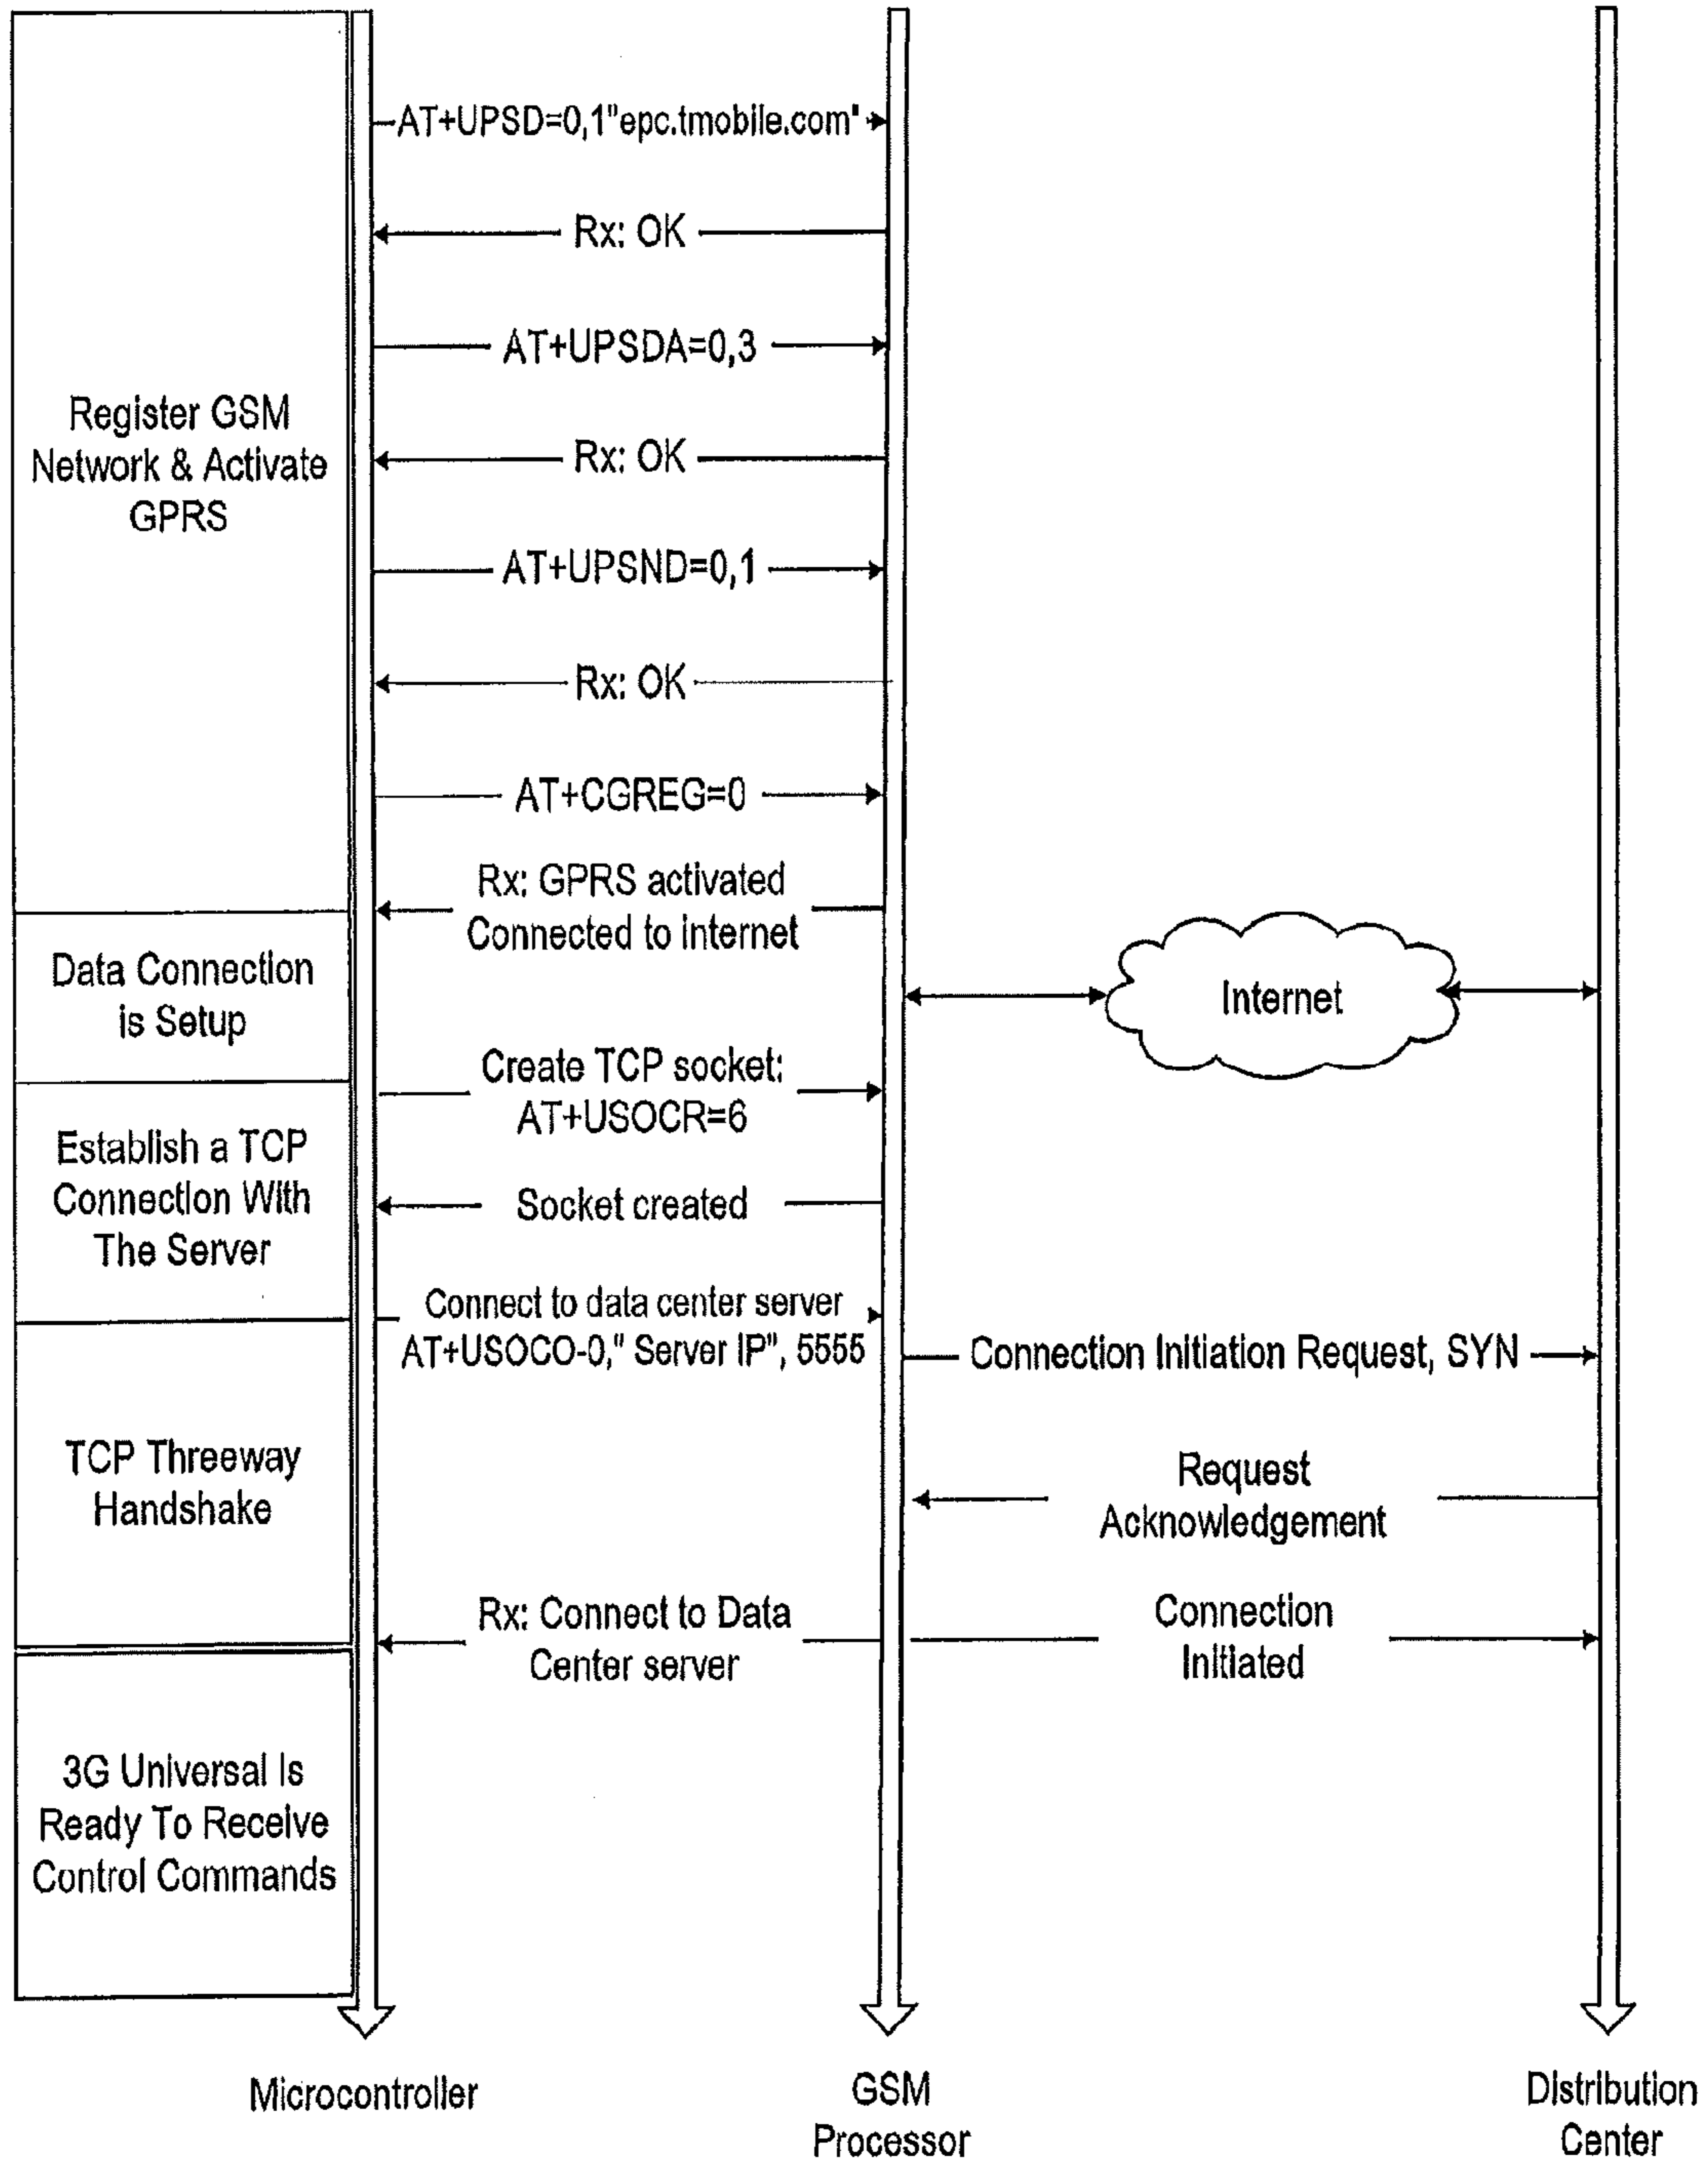 AT+UPSD=0,1"epc.tmobile.com"
Rx: OK
AT+UPSDA=0,3
Rx: OK
Register GSM
Network & Activate
GPRS
AT+UPSND=0,1
Rx: OK
AT+CGREG=0
Rx: GPRS activated
Connected to internet
Data Connection
is Setup
Internet
Create TCP socket:
AT+USOCR=6
Establish a TCP
Connection With
The Server
Socket created
Connect to data center server
AT+USOCO-0," Server IP", 5555
Connection Initiation Request, SYN
TCP Threeway
Handshake
Request
Acknowledgement
Rx: Connect to Data
Center server
Connection
Initiated
3G Universal Is
Ready To Receive
Control Commands
Microcontroller
GSM
Processor
Distribution
Center